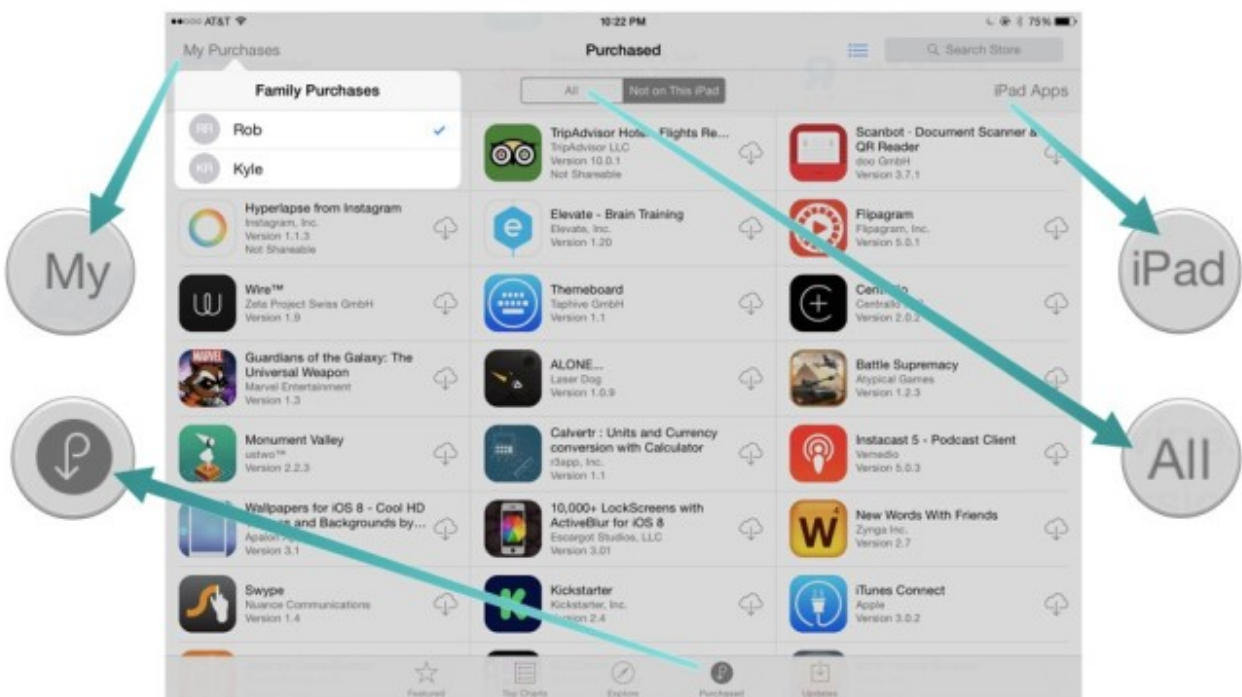 AT&T
10:22 PM
75%
My Purchases
Purchased
Search Store
Family Purchases
All
Not on This iPad
iPad Apps
RR Rob
KR Kyle
TripAdvisor Hotels Flights Re...
TripAdvisor LLC
Version 10.0.1
Not Shareable
Scanbot - Document Scanner &
QR Reader
doo GmbH
Version 3.7.1
Hyperlapse from Instagram
Instagram, Inc.
Version 1.1.3
Not Shareable
Elevate - Brain Training
Elevate, Inc.
Version 1.20
Flipagram
Flipagram, Inc.
Version 5.0.1
My
iPad
Wire™
Zeta Project Swiss GmbH
Version 1.9
Themeboard
Taphive GmbH
Version 1.1
Centrallo
Centrallo
Version 2.0.2
MARVEL
Guardians of the Galaxy: The
Universal Weapon
Marvel Entertainment
Version 1.3
ALONE...
Laser Dog
Version 1.0.9
Battle Supremacy
Atypical Games
Version 1.2.3
Monument Valley
ustwo™
Version 2.2.3
Calvertr : Units and Currency
conversion with Calculator
r3app, Inc.
Version 1.1
Instacast 5 - Podcast Client
Vemedio
Version 5.0.3
All
Wallpapers for iOS 8 - Cool HD
and Backgrounds by...
Version 3.1
10,000+ LockScreens with
ActiveBlur for iOS 8
Escargot Studios, LLC
Version 3.01
W
4
New Words With Friends
Zynga Inc.
Version 2.7
Swype
Nuance Communications
Version 1.4
Kickstarter
Kickstarter, Inc.
Version 2.4
iTunes Connect
Apple
Version 3.0.2
Featured
Top Charts
Explore
Purchased
Updates